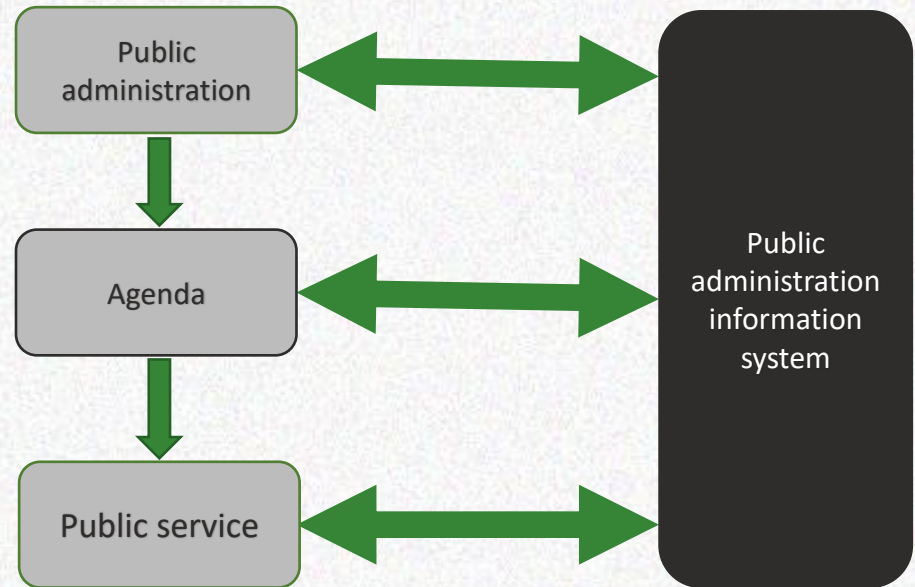 Public
administration
Agenda
Public service
Public
administration
information
system